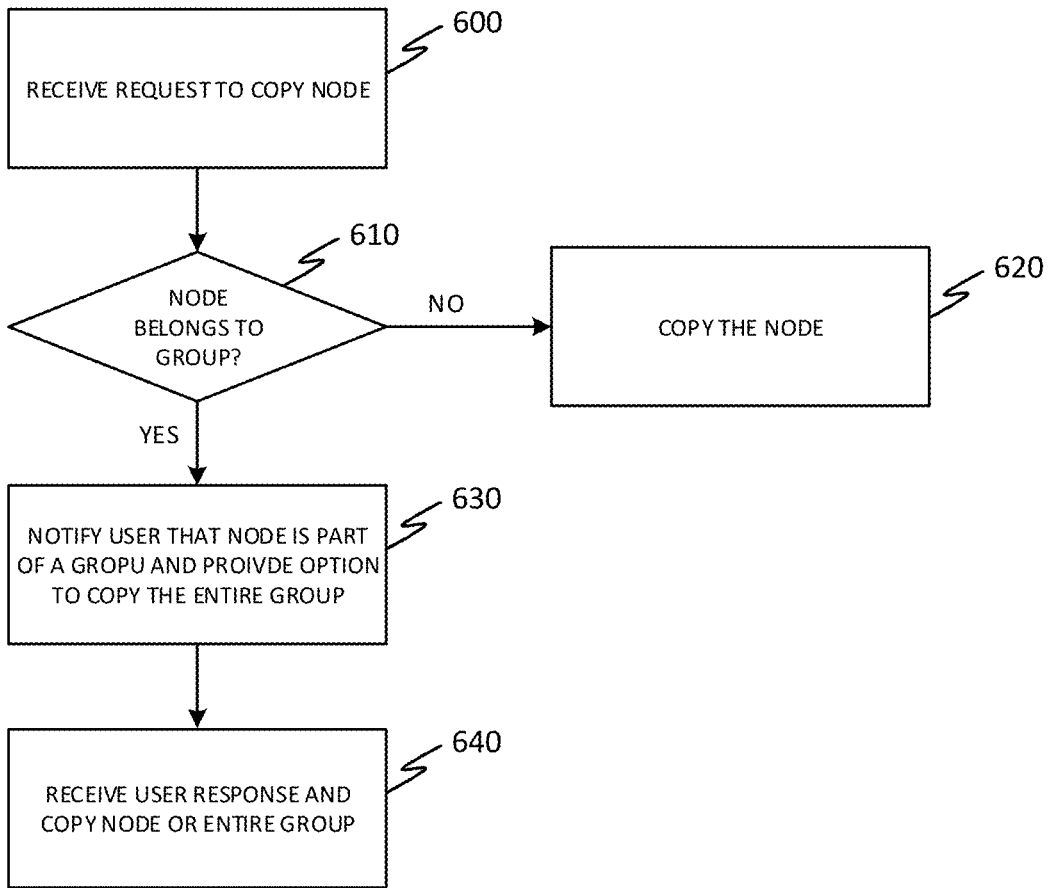 600
RECEIVE REQUEST TO COPY NODE
610
NODE
BELONGS TO
GROUP?
NO
620
COPY THE NODE
YES
630
NOTIFY USER THAT NODE IS PART
OF A GROPU AND PROIVDE OPTION
TO COPY THE ENTIRE GROUP
640
RECEIVE USER RESPONSE AND
COPY NODE OR ENTIRE GROUP